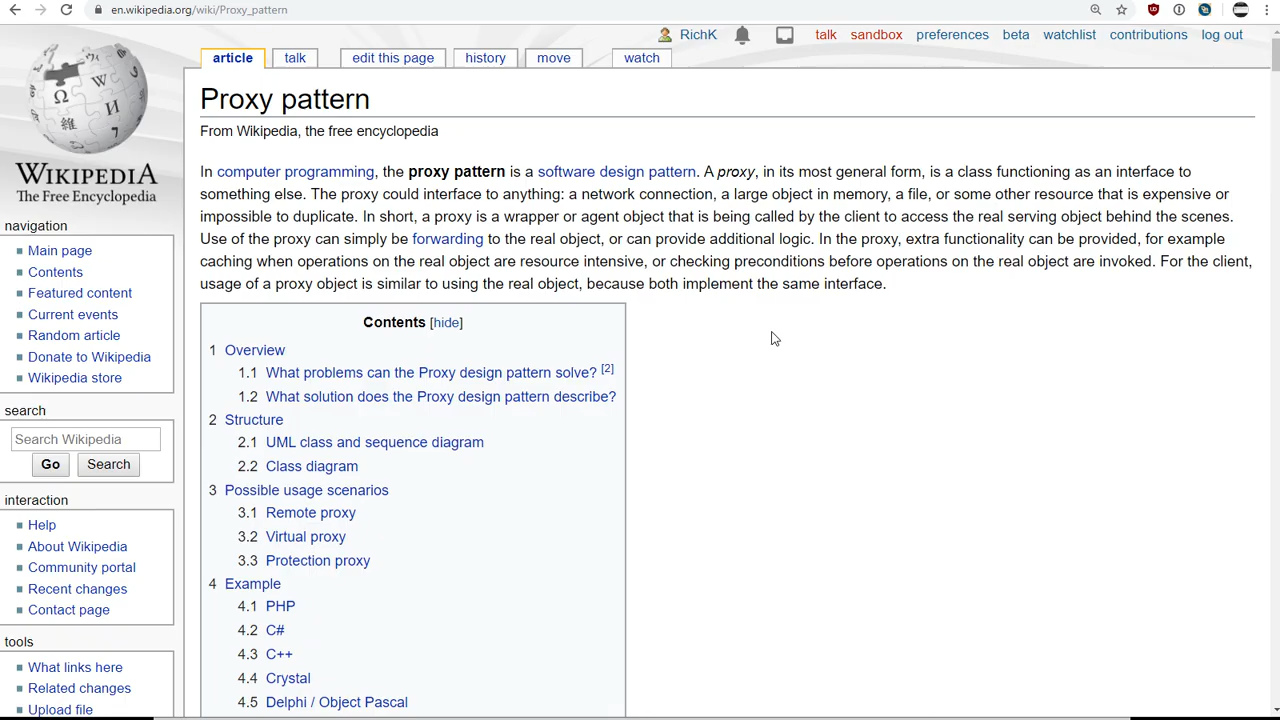 en.wikipedia.org/wiki/Proxy_pattern
RichK talk sandbox preferences beta watchlist contributions log out
article talk edit this page history move watch
WIKIPEDIA
The Free Encyclopedia
Proxy pattern
From Wikipedia, the free encyclopedia
In computer programming, the proxy pattern is a software design pattern. A proxy, in its most general form, is a class functioning as an interface to
something else. The proxy could interface to anything: a network connection, a large object in memory, a file, or some other resource that is expensive or
impossible to duplicate. In short, a proxy is a wrapper or agent object that is being called by the client to access the real serving object behind the scenes.
Use of the proxy can simply be forwarding to the real object, or can provide additional logic. In the proxy, extra functionality can be provided, for example
caching when operations on the real object are resource intensive, or checking preconditions before operations on the real object are invoked. For the client,
usage of a proxy object is similar to using the real object, because both implement the same interface.
navigation
Main page
Contents
Featured content
Current events
Random article
Donate to Wikipedia
Wikipedia store
search
Search Wikipedia
Go Search
interaction
Help
About Wikipedia
Community portal
Recent changes
Contact page
tools
What links here
Related changes
Upload file
Contents [hide]
1 Overview
1.1 What problems can the Proxy design pattern solve? [2]
1.2 What solution does the Proxy design pattern describe?
2 Structure
2.1 UML class and sequence diagram
2.2 Class diagram
3 Possible usage scenarios
3.1 Remote proxy
3.2 Virtual proxy
3.3 Protection proxy
4 Example
4.1 PHP
4.2 C#
4.3 C++
4.4 Crystal
4.5 Delphi / Object Pascal